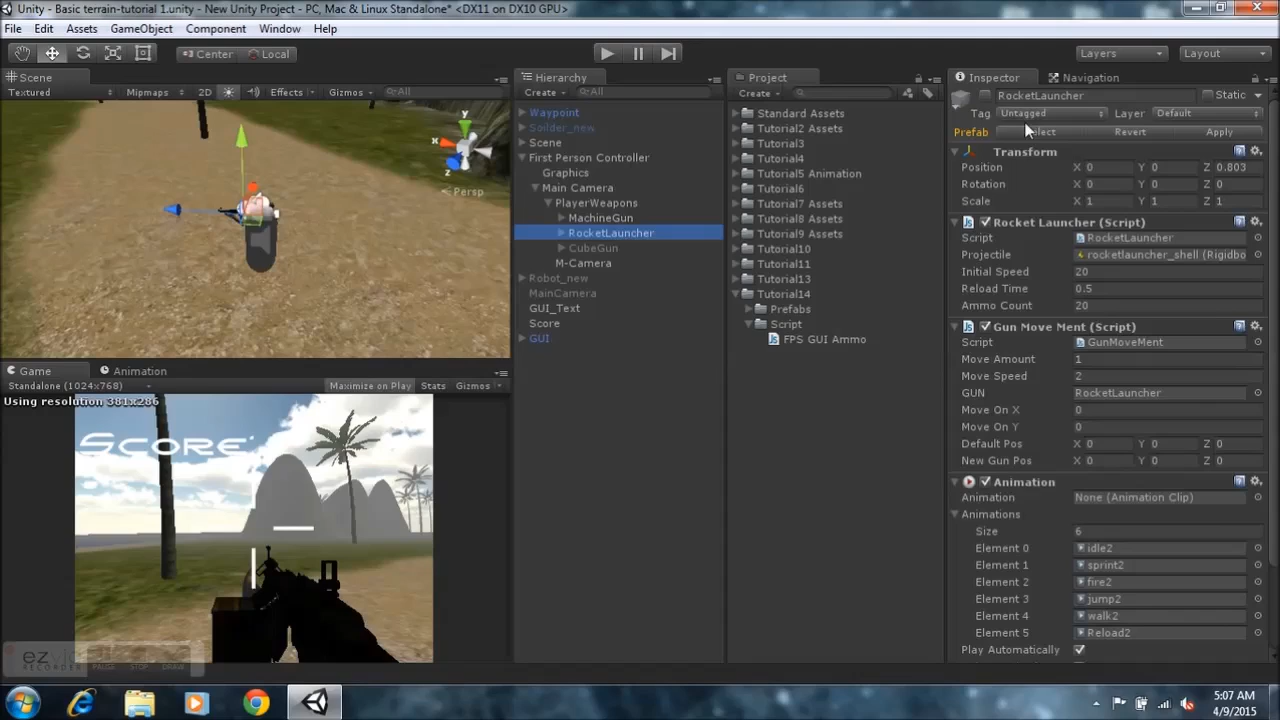 Unity - Basic terrain-tutorial 1.unity - New Unity Project - PC, Mac & Linux Standalone* <DX11 on DX10 GPU>
File Edit Assets GameObject Component Window Help
Center Local Layers Layout
Scene
Textured Mipmaps 2D Effects Gizmos All
y
x
z
Persp
Game Animation
Standalone (1024x768) Maximize on Play Stats Gizmos
Using resolution 381x286
Score:
ezvid
RECORDER PAUSE STOP DRAW
Hierarchy
Create All
Waypoint
Soilder_new
Scene
First Person Controller
Graphics
Main Camera
PlayerWeapons
MachineGun
RocketLauncher
CubeGun
M-Camera
Robot_new
MainCamera
GUI_Text
Score
GUI
Project
Create
Standard Assets
Tutorial2 Assets
Tutorial3
Tutorial4
Tutorial5 Animation
Tutorial6
Tutorial7 Assets
Tutorial8 Assets
Tutorial9 Assets
Tutorial10
Tutorial11
Tutorial13
Tutorial14
Prefabs
Script
FPS GUI Ammo
Inspector Navigation
RocketLauncher Static
Tag Untagged Layer Default
Prefab Select Revert Apply
Transform
Position X 0 Y 0 Z 0.803
Rotation X 0 Y 0 Z 0
Scale X 1 Y 1 Z 1
Rocket Launcher (Script)
Script RocketLauncher
Projectile rocketlauncher_shell (Rigidbo
Initial Speed 20
Reload Time 0.5
Ammo Count 20
Gun Move Ment (Script)
Script GunMoveMent
Move Amount 1
Move Speed 2
GUN RocketLauncher
Move On X 0
Move On Y 0
Default Pos X 0 Y 0 Z 0
New Gun Pos X 0 Y 0 Z 0
Animation
Animation None (Animation Clip)
Animations
Size 6
Element 0 idle2
Element 1 sprint2
Element 2 fire2
Element 3 jump2
Element 4 walk2
Element 5 Reload2
Play Automatically
5:07 AM
4/9/2015